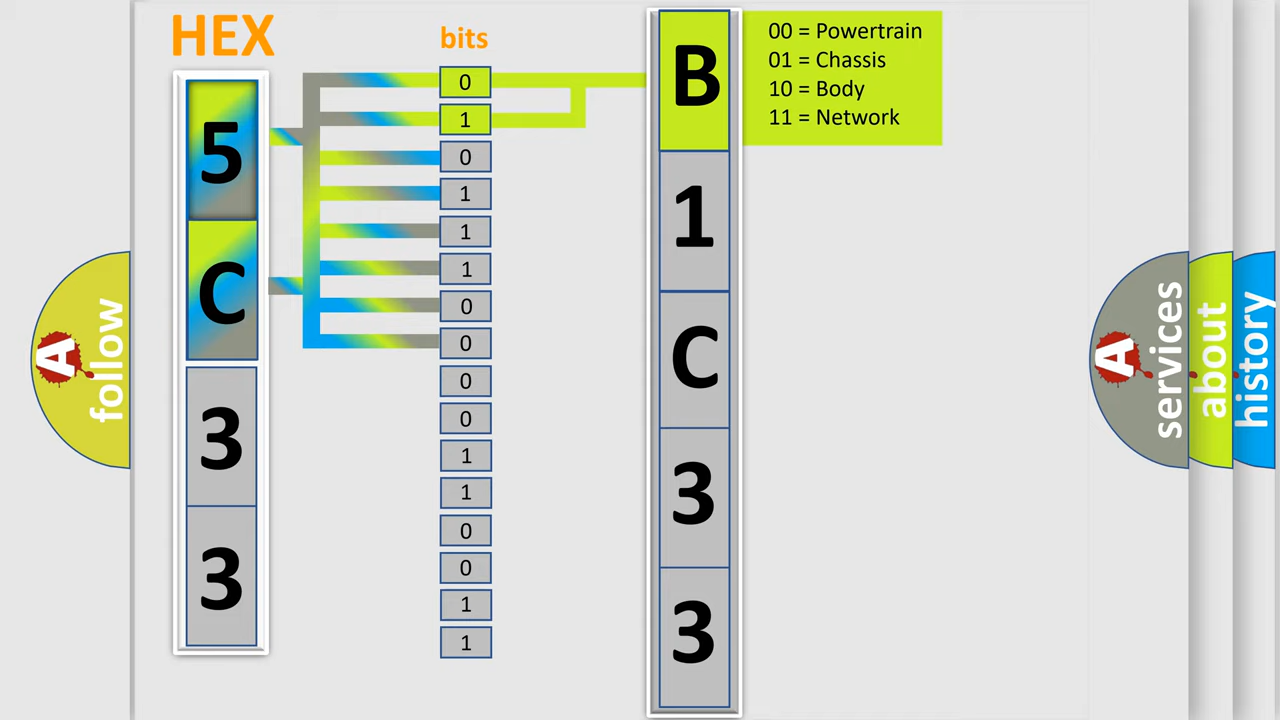 HEX
bits
5
C
3
3
0
1
0
1
1
1
0
0
0
0
1
1
0
0
1
1
B
1
C
3
3
00 = Powertrain
01 = Chassis
10 = Body
11 = Network
A
follow
A
services
about
history